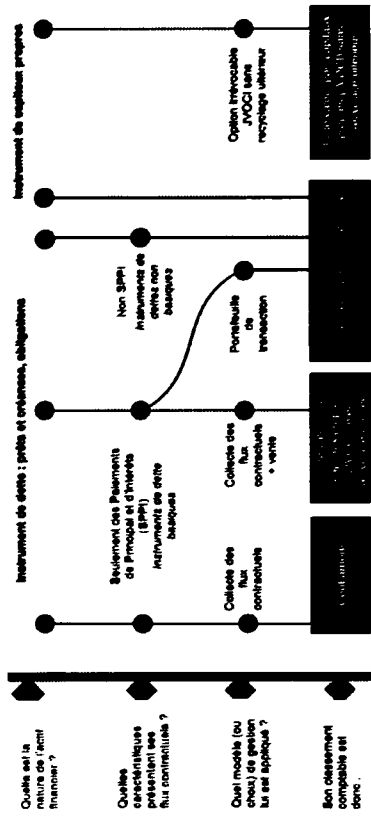 Instrument de dette : prêts et créances, obligations
Instrument de capitaux propres
Quelle est la
nature de l'actif
financier ?
Quelles
caractéristiques
présentent ses
flux contractuels ?
Seulement des Paiements
de Principal et d'Intérêts
(SPPI)
Instruments de dette
basiques
Non SPPI
Instruments de
dettes non
basiques
Quel modèle (ou
choix) de gestion
lui est appliqué ?
Collecte des
flux
contractuels
Collecte des
flux
contractuels
+ vente
Portefeuille
de
transaction
Option irrévocable
JVOCI sans
recyclage ultérieur
Son classement
comptable est
donc :